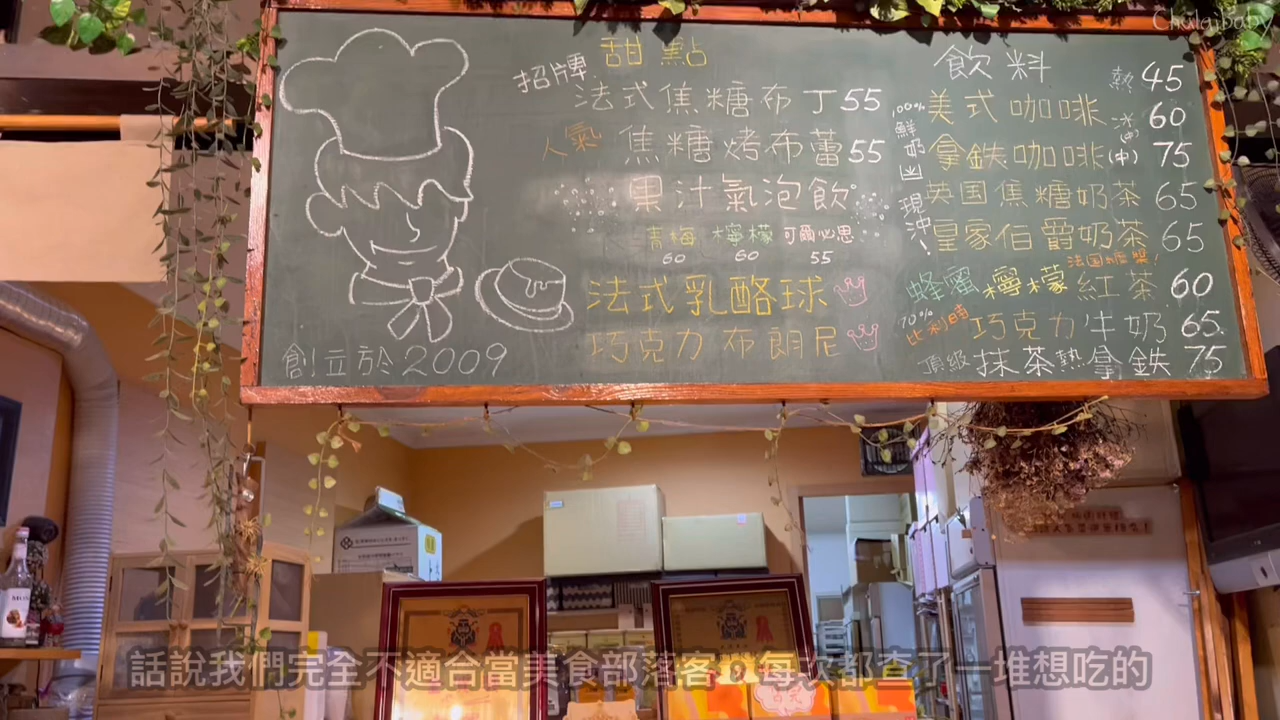 Chulaibaby
招牌 甜點
法式焦糖布丁55
人氣 焦糖烤布蕾55
果汁氣泡飲
青梅 檸檬 可爾必思
60 60 55
法式乳酪球
巧克力布朗尼
創立於2009
飲料
美式咖啡 熱45
冰(中)60
100%鮮奶 現沖!
拿鉄咖啡(中) 75
英国焦糖奶茶 65
皇家伯爵奶茶 65
法国糖漿!
蜂蜜檸檬紅茶 60
70%比利時 巧克力牛奶 65.
頂級抹茶熱拿鉄 75
話說我們完全不適合當美食部落客。每次都查了一堆想吃的